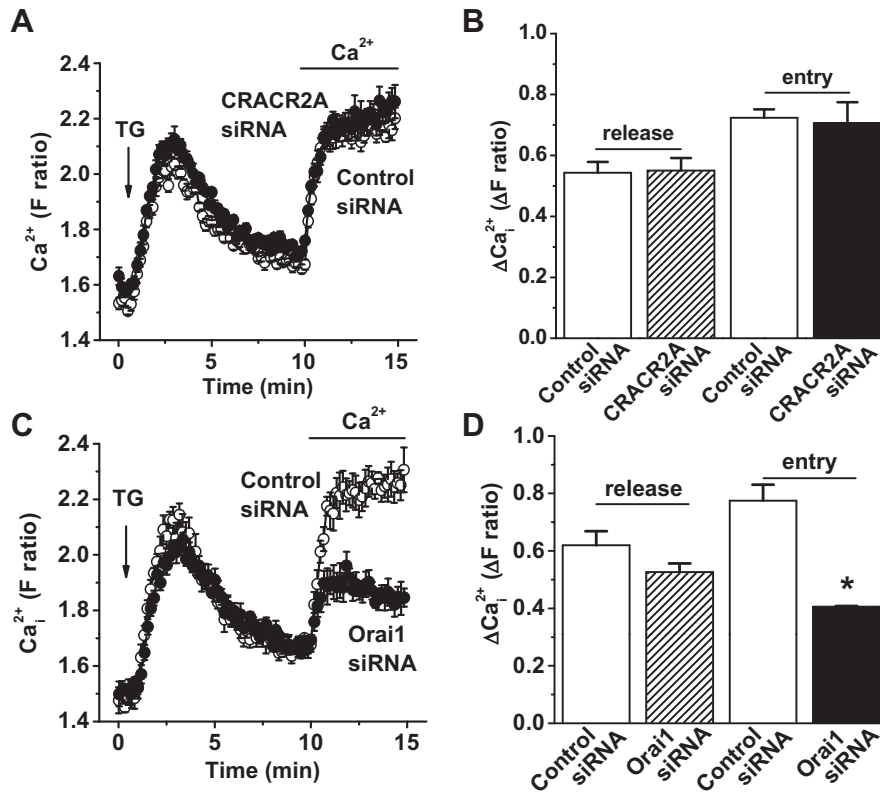 A
Ca²⁺
2.4
2.2
2.0
1.8
1.6
1.4
Ca²⁺ (F ratio)
TG
CRACR2A
siRNA
Control
siRNA
0
5
10
15
Time (min)
B
1.0
0.8
0.6
0.4
0.2
0.0
ΔCaᵢ²⁺ (ΔF ratio)
release
entry
Control
siRNA
CRACR2A
siRNA
Control
siRNA
CRACR2A
siRNA
C
Ca²⁺
2.4
2.2
2.0
1.8
1.6
1.4
Caᵢ²⁺ (F ratio)
TG
Control
siRNA
Orai1
siRNA
0
5
10
15
Time (min)
D
1.0
0.8
0.6
0.4
0.2
0.0
ΔCaᵢ²⁺ (ΔF ratio)
release
entry
*
Control
siRNA
Orai1
siRNA
Control
siRNA
Orai1
siRNA